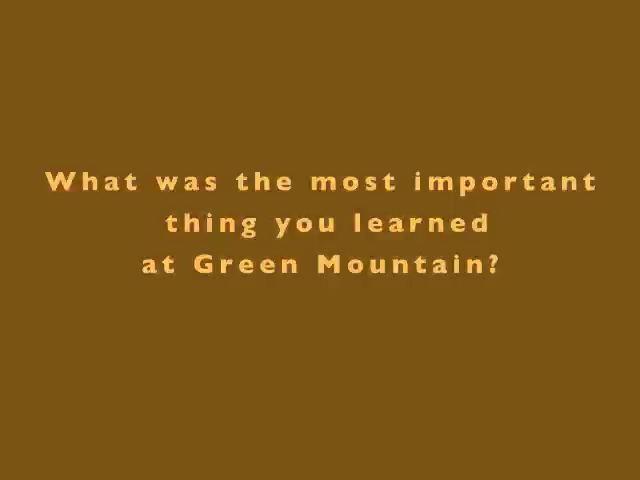 What was the most important
thing you learned
at Green Mountain?